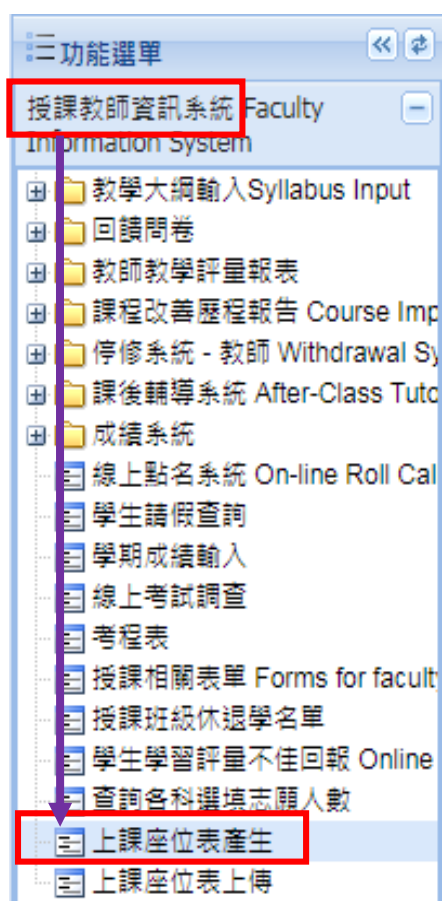 功能選單
授課教師資訊系統 Faculty
Information System
教學大綱輸入Syllabus Input
回饋問卷
教師教學評量報表
課程改善歷程報告 Course Imp
停修系統 - 教師 Withdrawal Sy
課後輔導系統 After-Class Tuto
成績系統
線上點名系統 On-line Roll Cal
學生請假查詢
學期成績輸入
線上考試調查
考程表
授課相關表單 Forms for facult
授課班級休退學名單
學生學習評量不佳回報 Online
查詢各科選填志願人數
上課座位表產生
上課座位表上傳